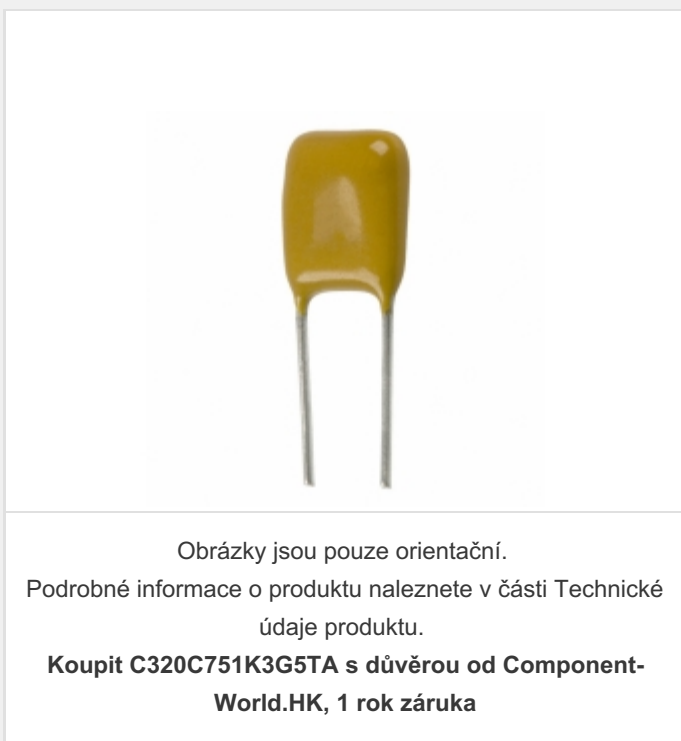 Obrázky jsou pouze orientační.
Podrobné informace o produktu naleznete v části Technické
údaje produktu.
Koupit C320C751K3G5TA s důvěrou od Component-
World.HK, 1 rok záruka